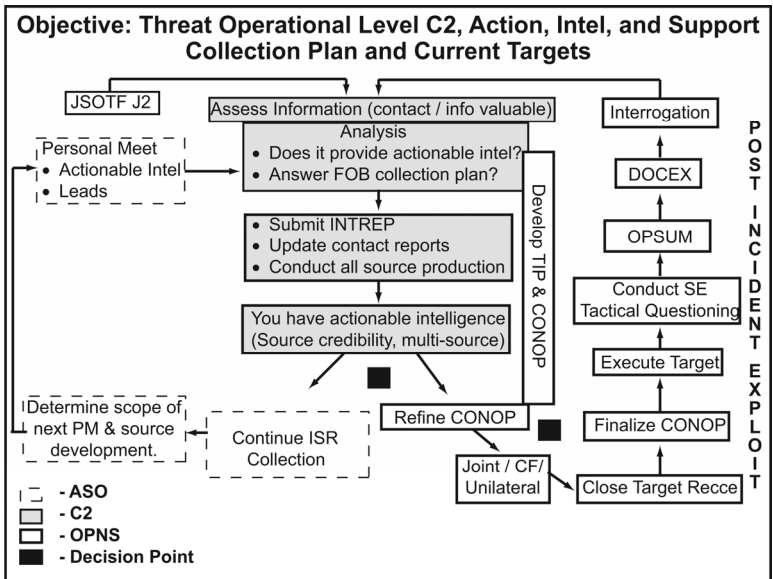 Objective: Threat Operational Level C2, Action, Intel, and Support
Collection Plan and Current Targets
JSOTF J2
Assess Information (contact / info valuable)
Interrogation
Personal Meet
• Actionable Intel
• Leads
Analysis
• Does it provide actionable intel?
• Answer FOB collection plan?
DOCEX
• Submit INTREP
• Update contact reports
• Conduct all source production
Develop TIP & CONOP
OPSUM
Conduct SE
Tactical Questioning
You have actionable intelligence
(Source credibility, multi-source)
Execute Target
Determine scope of
next PM & source
development.
Continue ISR
Collection
Refine CONOP
Finalize CONOP
Joint / CF/
Unilateral
Close Target Recce
POST INCIDENT EXPLOIT
- ASO
- C2
- OPNS
- Decision Point